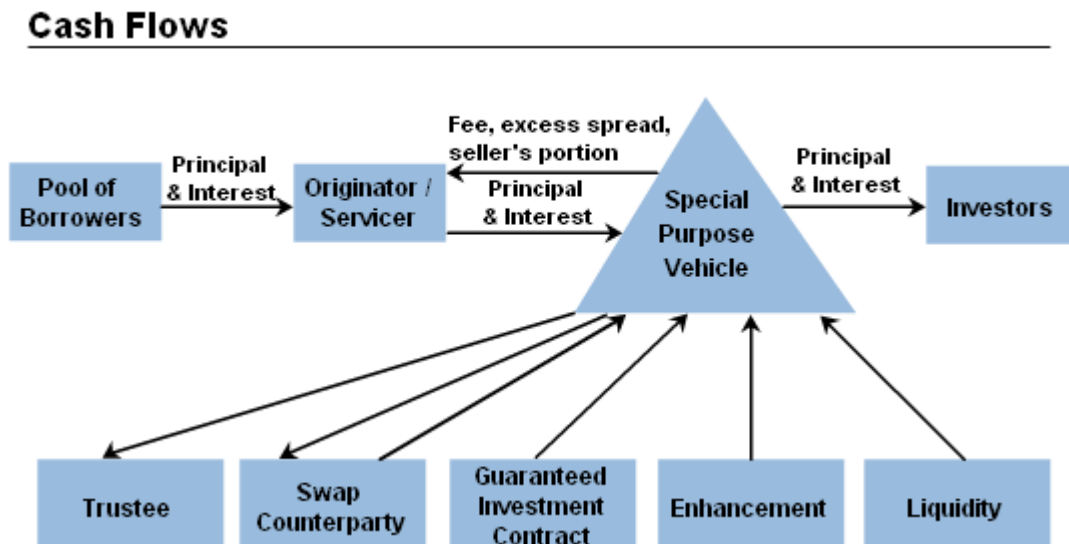 Cash Flows
Fee, excess spread,
seller's portion
Principal
& Interest
Principal
& Interest
Principal
& Interest
Pool of
Borrowers
Originator /
Servicer
Special
Purpose
Vehicle
Investors
Trustee
Swap
Counterparty
Guaranteed
Investment
Contract
Enhancement
Liquidity